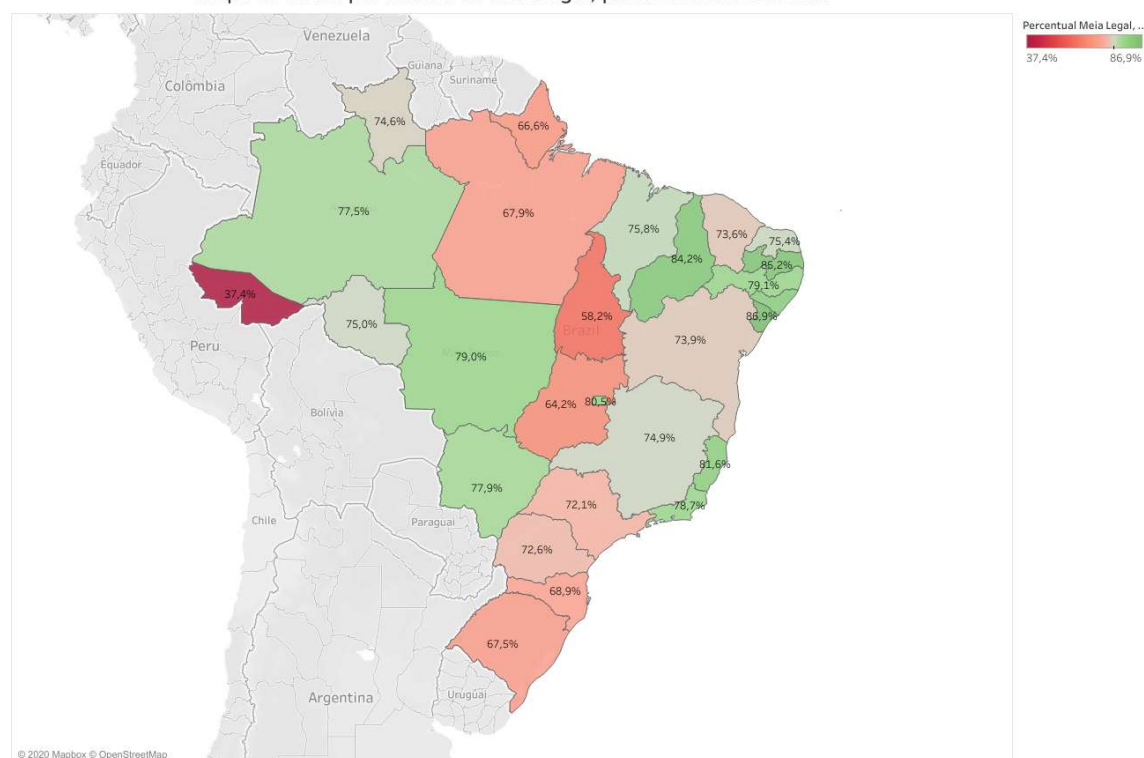 Percentual Meia Legal, ..
37,4% 86,9%
Venezuela
Guiana
Suriname
Colômbia
74,6%
66,6%
Equador
77,5%
67,9%
75,8%
73,6%
75,4%
84,2%
85,2%
79,1%
37,4%
75,0%
58,2%
86,9%
Brazil
Peru
79,0%
73,9%
64,2%
80,5%
Bolívia
74,9%
81,6%
77,9%
72,1%
78,7%
Chile
Paraguai
72,6%
68,9%
67,5%
Argentina
Uruguai
© 2020 Mapbox © OpenStreetMap